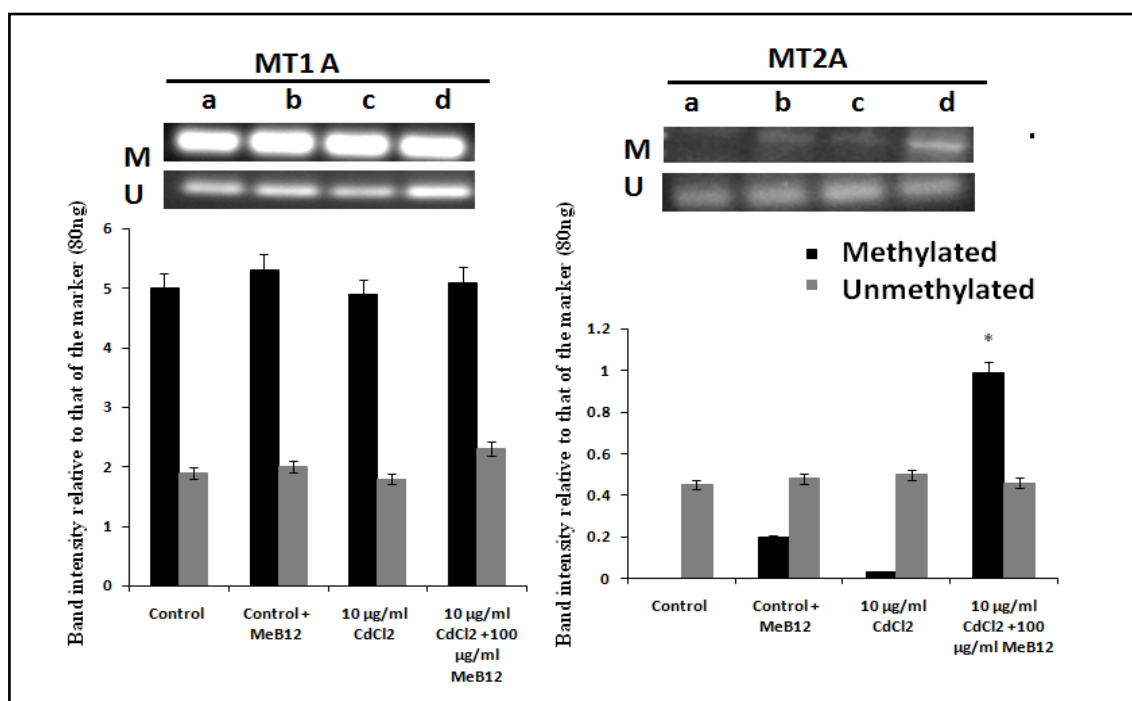 MT1 A
a b c d
M
U
Band intensity relative to that of the marker (80ng)
6
5
4
3
2
1
0
Control
Control +
MeB12
10 µg/ml
CdCl2
10 µg/ml
CdCl2 +100
µg/ml
MeB12
MT2A
a b c d
M
U
Methylated
Unmethylated
Band intensity relative to that of the marker (80ng)
1.2
1
0.8
0.6
0.4
0.2
0
*
Control
Control +
MeB12
10 µg/ml
CdCl2
10 µg/ml
CdCl2 +100
µg/ml MeB12